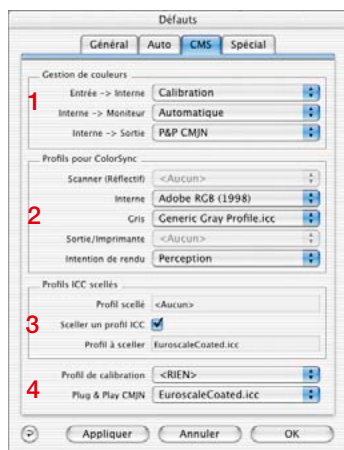 Défauts
Général Auto CMS Spécial
Gestion de couleurs
1
Entrée -> Interne Calibration
Interne -> Moniteur Automatique
Interne -> Sortie P&P CMJN
Profils pour ColorSync
2
Scanner (Réflectif) <Aucun>
Interne Adobe RGB (1998)
Gris Generic Gray Profile.icc
Sortie/Imprimante <Aucun>
Intention de rendu Perception
Profils ICC scellés
3
Profil scellé <Aucun>
Sceller un profil ICC
Profil à sceller EuroscaleCoated.icc
4
Profil de calibration <RIEN>
Plug & Play CMJN EuroscaleCoated.icc
Appliquer Annuler OK